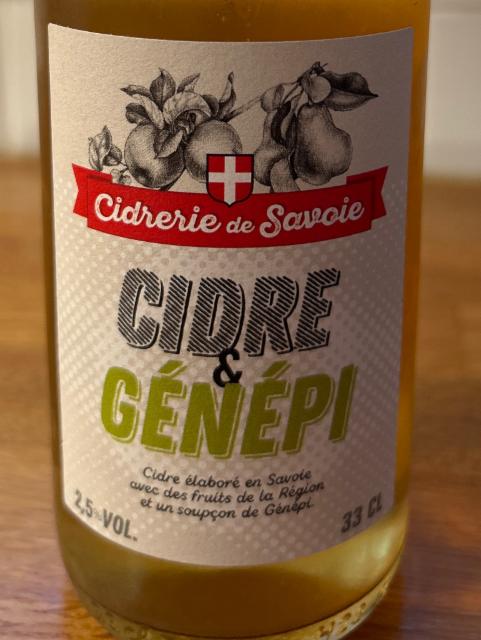 Cidrerie de Savoie
CIDRE
&
GÉNÉPI
Cidre élaboré en Savoie
avec des fruits de la Région
et un soupçon de Génépi.
2,5% VOL.
33 CL